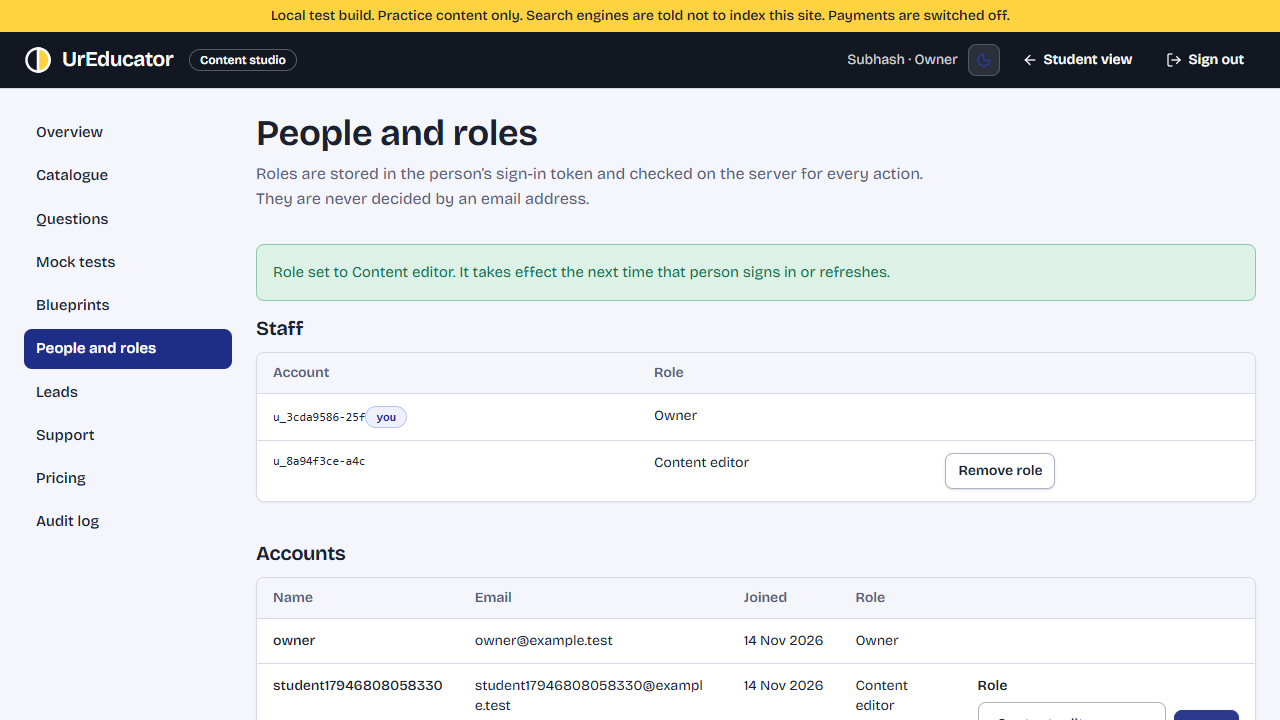 Local test build. Practice content only. Search engines are told not to index this site. Payments are switched off.
UrEducator
Content studio
Subhash · Owner
Student view
Sign out
Overview
Catalogue
Questions
Mock tests
Blueprints
People and roles
Leads
Support
Pricing
Audit log
People and roles
Roles are stored in the person’s sign-in token and checked on the server for every action.
They are never decided by an email address.
Role set to Content editor. It takes effect the next time that person signs in or refreshes.
Staff
Account Role
u_3cda9586-25f you Owner
u_8a94f3ce-a4c Content editor Remove role
Accounts
Name Email Joined Role
owner owner@example.test 14 Nov 2026 Owner
student17946808058330 student17946808058330@exampl 14 Nov 2026 Content Role
e.test editor